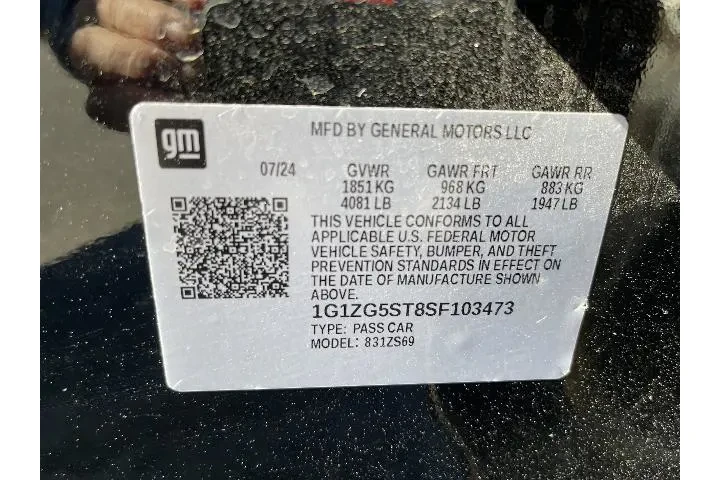 gm
MFD BY GENERAL MOTORS LLC
07/24 GVWR GAWR FRT GAWR RR
1851 KG 968 KG 883 KG
4081 LB 2134 LB 1947 LB
THIS VEHICLE CONFORMS TO ALL
APPLICABLE U.S. FEDERAL MOTOR
VEHICLE SAFETY, BUMPER, AND THEFT
PREVENTION STANDARDS IN EFFECT ON
THE DATE OF MANUFACTURE SHOWN
ABOVE.
1G1ZG5ST8SF103473
TYPE: PASS CAR
MODEL: 831ZS69